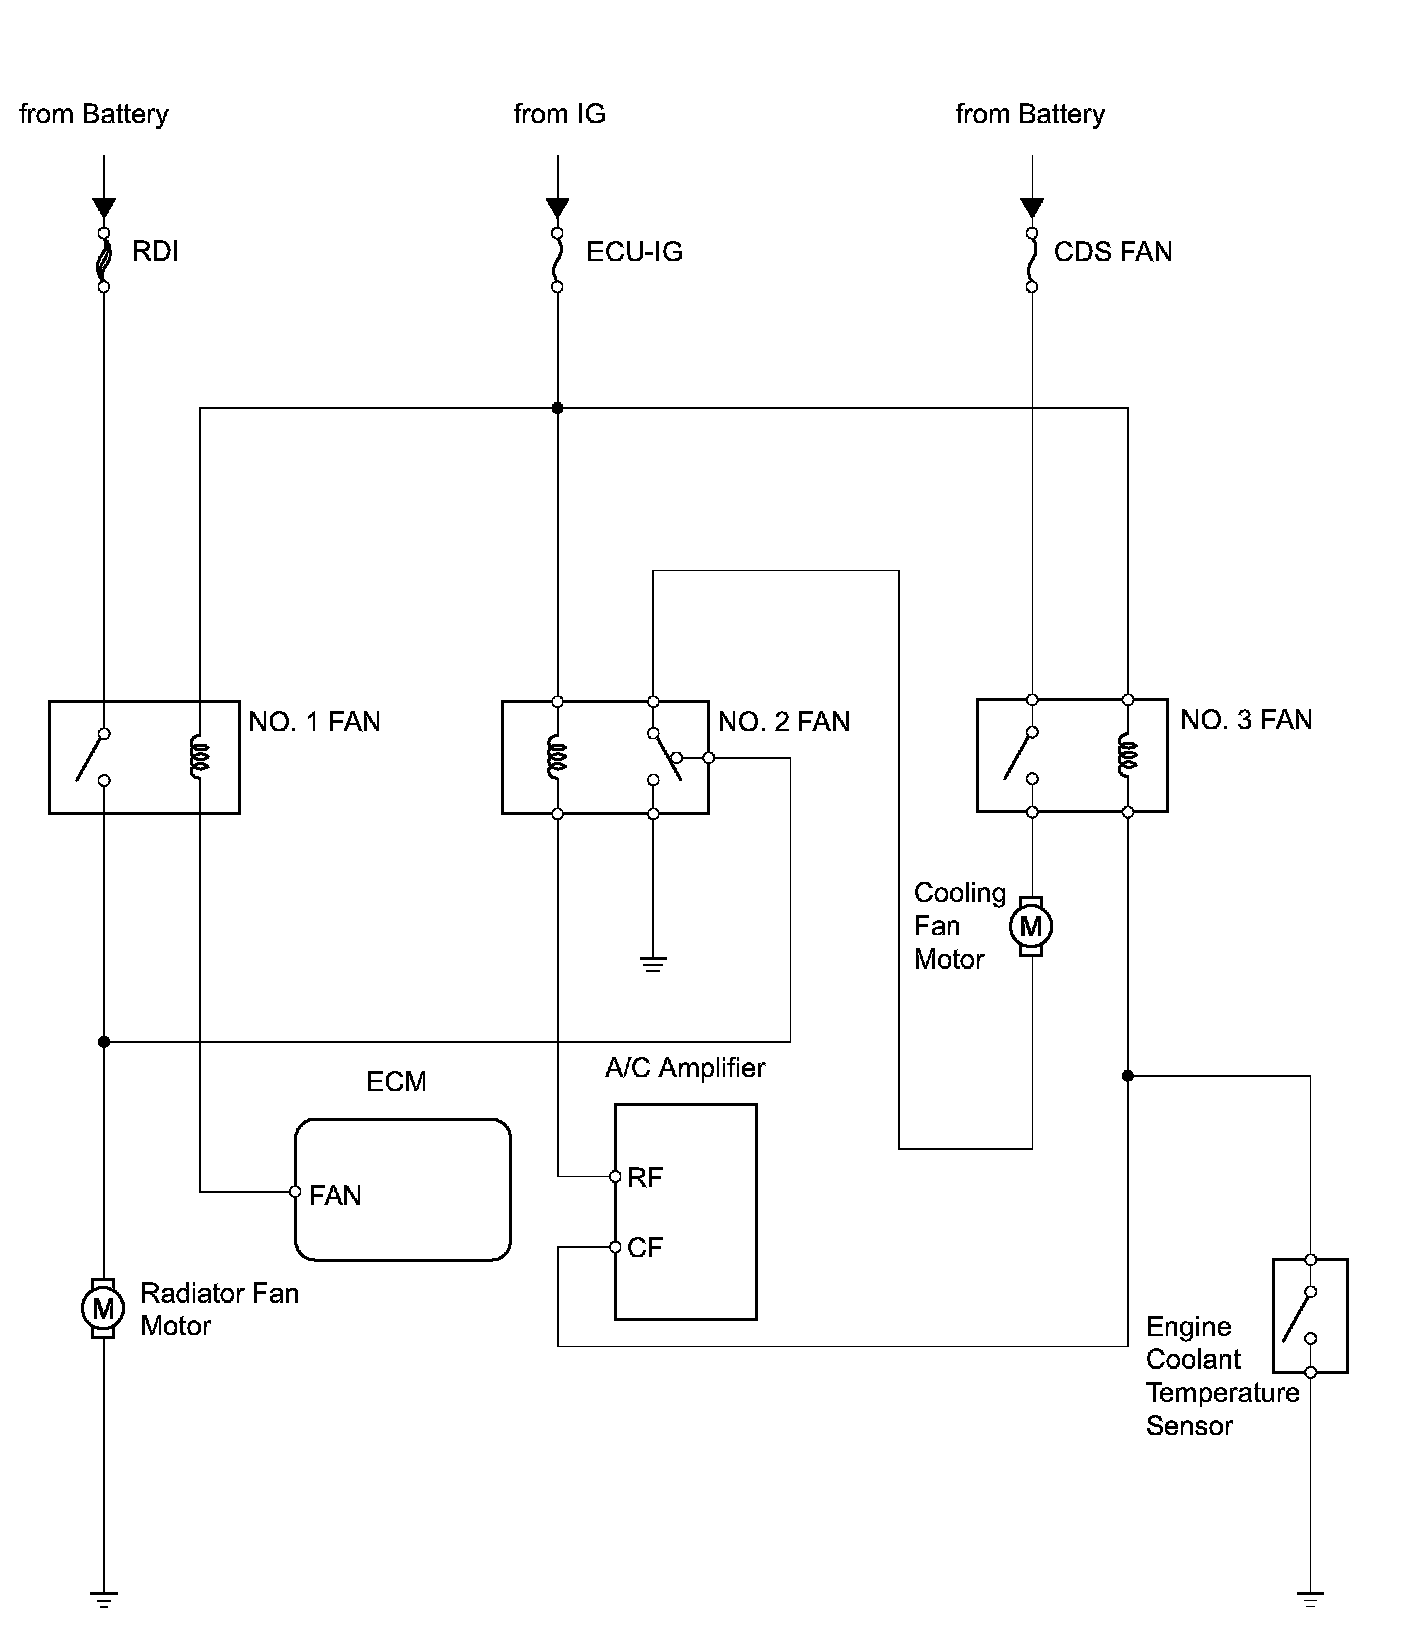 from Battery
from IG
from Battery
RDI
ECU-IG
CDS FAN
NO. 1 FAN
NO. 2 FAN
NO. 3 FAN
Cooling
Fan
Motor
M
A/C Amplifier
ECM
RF
FAN
CF
M
Radiator Fan
Motor
Engine
Coolant
Temperature
Sensor